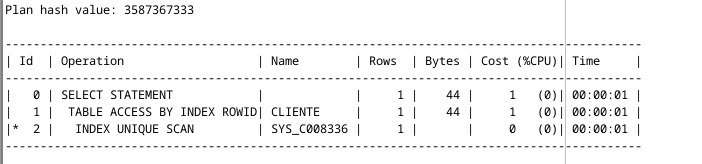 Plan hash value: 3587367333
--------------------------------------------------------------------------------
| Id  | Operation                   | Name        | Rows  | Bytes | Cost (%CPU)| Time     |
--------------------------------------------------------------------------------
|   0 | SELECT STATEMENT            |             |     1 |    44 |     1   (0)| 00:00:01 |
|   1 |  TABLE ACCESS BY INDEX ROWID| CLIENTE     |     1 |    44 |     1   (0)| 00:00:01 |
|*  2 |   INDEX UNIQUE SCAN         | SYS_C008336 |     1 |       |     0   (0)| 00:00:01 |
--------------------------------------------------------------------------------